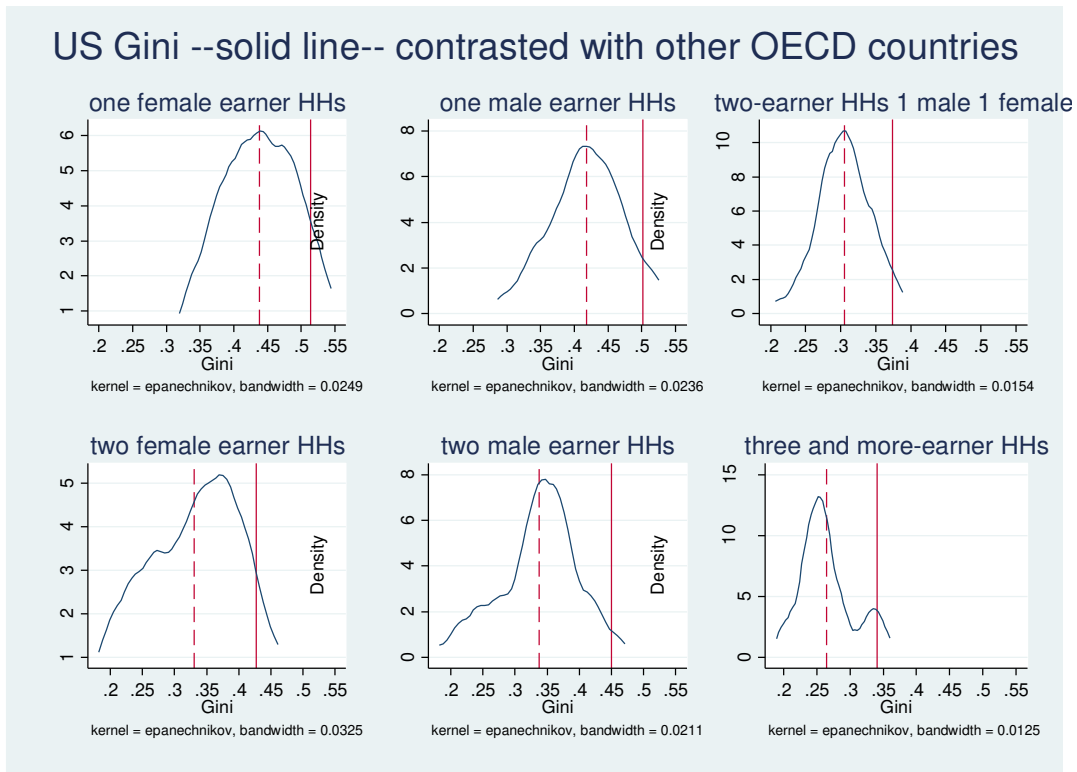 US Gini --solid line-- contrasted with other OECD countries
one female earner HHs
6
5
4
3
2
1
Density
.2 .25 .3 .35 .4 .45 .5 .55
Gini
kernel = epanechnikov, bandwidth = 0.0249
one male earner HHs
8
6
4
2
0
Density
.2 .25 .3 .35 .4 .45 .5 .55
Gini
kernel = epanechnikov, bandwidth = 0.0236
two-earner HHs 1 male 1 female
10
8
6
4
2
0
.2 .25 .3 .35 .4 .45 .5 .55
Gini
kernel = epanechnikov, bandwidth = 0.0154
two female earner HHs
5
4
3
2
1
Density
.2 .25 .3 .35 .4 .45 .5 .55
Gini
kernel = epanechnikov, bandwidth = 0.0325
two male earner HHs
8
6
4
2
0
Density
.2 .25 .3 .35 .4 .45 .5 .55
Gini
kernel = epanechnikov, bandwidth = 0.0211
three and more-earner HHs
15
10
5
0
.2 .25 .3 .35 .4 .45 .5 .55
Gini
kernel = epanechnikov, bandwidth = 0.0125